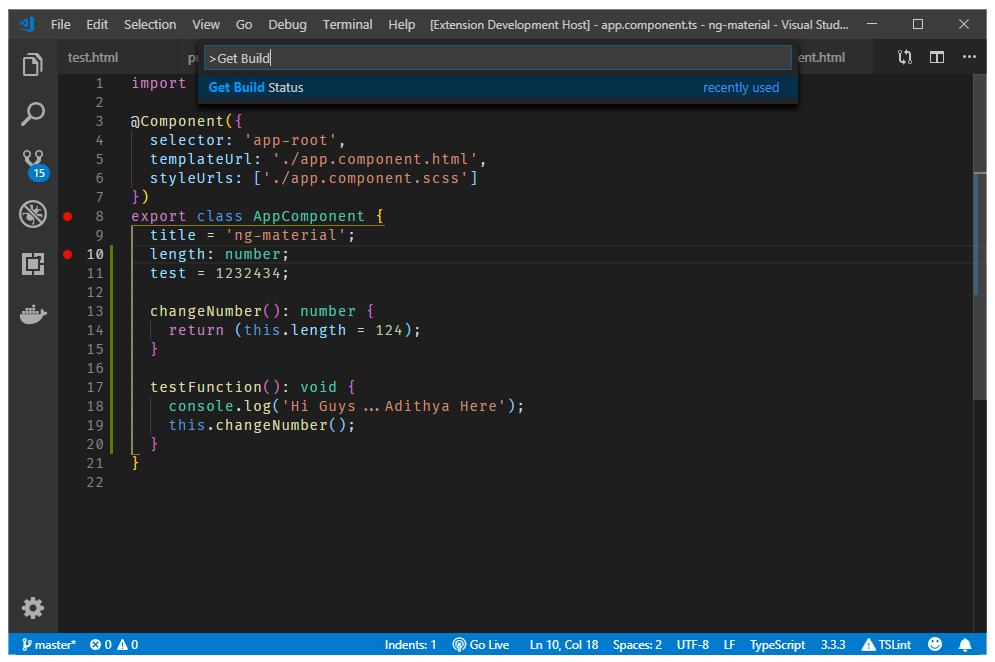 File Edit Selection View Go Debug Terminal Help [Extension Development Host] - app.component.ts - ng-material - Visual Stud...
test.html
>Get Build
ent.html
Get Build Status recently used
1 import
2
3 @Component({
4 selector: 'app-root',
5 templateUrl: './app.component.html',
6 styleUrls: ['./app.component.scss']
7 })
8 export class AppComponent {
9 title = 'ng-material';
10 length: number;
11 test = 1232434;
12
13 changeNumber(): number {
14 return (this.length = 124);
15 }
16
17 testFunction(): void {
18 console.log('Hi Guys ...Adithya Here');
19 this.changeNumber();
20 }
21 }
22
15
master* 0 0 Indents: 1 Go Live Ln 10, Col 18 Spaces: 2 UTF-8 LF TypeScript 3.3.3 TSLint